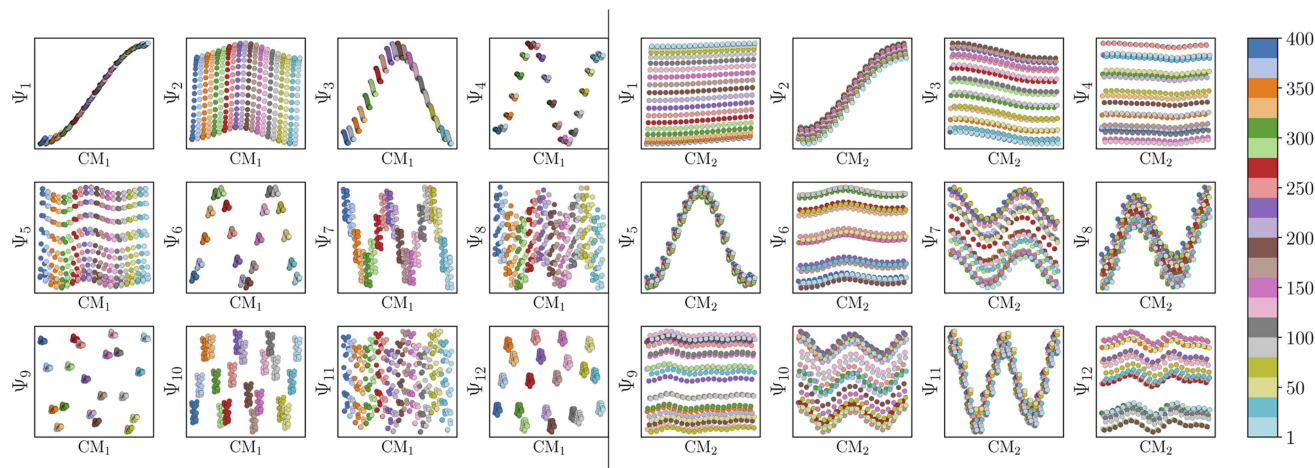 Ψ₁ Ψ₂ Ψ₃ Ψ₄ Ψ₁ Ψ₂ Ψ₃ Ψ₄ 400
CM₁ CM₁ CM₁ CM₁ CM₂ CM₂ CM₂ CM₂ 350
300
Ψ₅ Ψ₆ Ψ₇ Ψ₈ Ψ₅ Ψ₆ Ψ₇ Ψ₈ 250
200
CM₁ CM₁ CM₁ CM₁ CM₂ CM₂ CM₂ CM₂ 150
100
Ψ₉ Ψ₁₀ Ψ₁₁ Ψ₁₂ Ψ₉ Ψ₁₀ Ψ₁₁ Ψ₁₂ 50
CM₁ CM₁ CM₁ CM₁ CM₂ CM₂ CM₂ CM₂ 1